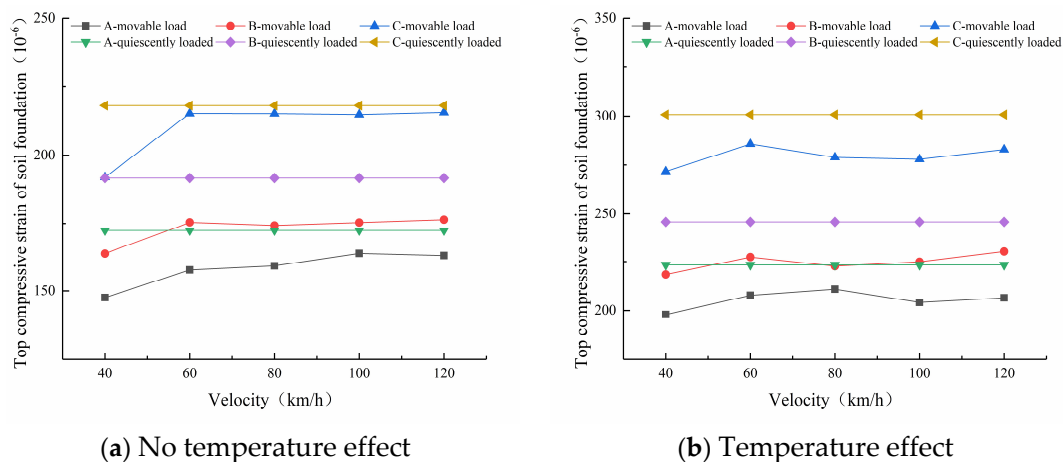 250
A-movable load B-movable load C-movable load
A-quiescently loaded B-quiescently loaded C-quiescently loaded
200
150
Top compressive strain of soil foundation（10⁻⁶）
40 60 80 100 120
Velocity（km/h）
(a) No temperature effect
350
A-movable load B-movable load C-movable load
A-quiescently loaded B-quiescently loaded C-quiescently loaded
300
250
200
Top compressive strain of soil foundation（10⁻⁶）
40 60 80 100 120
Velocity（km/h）
(b) Temperature effect